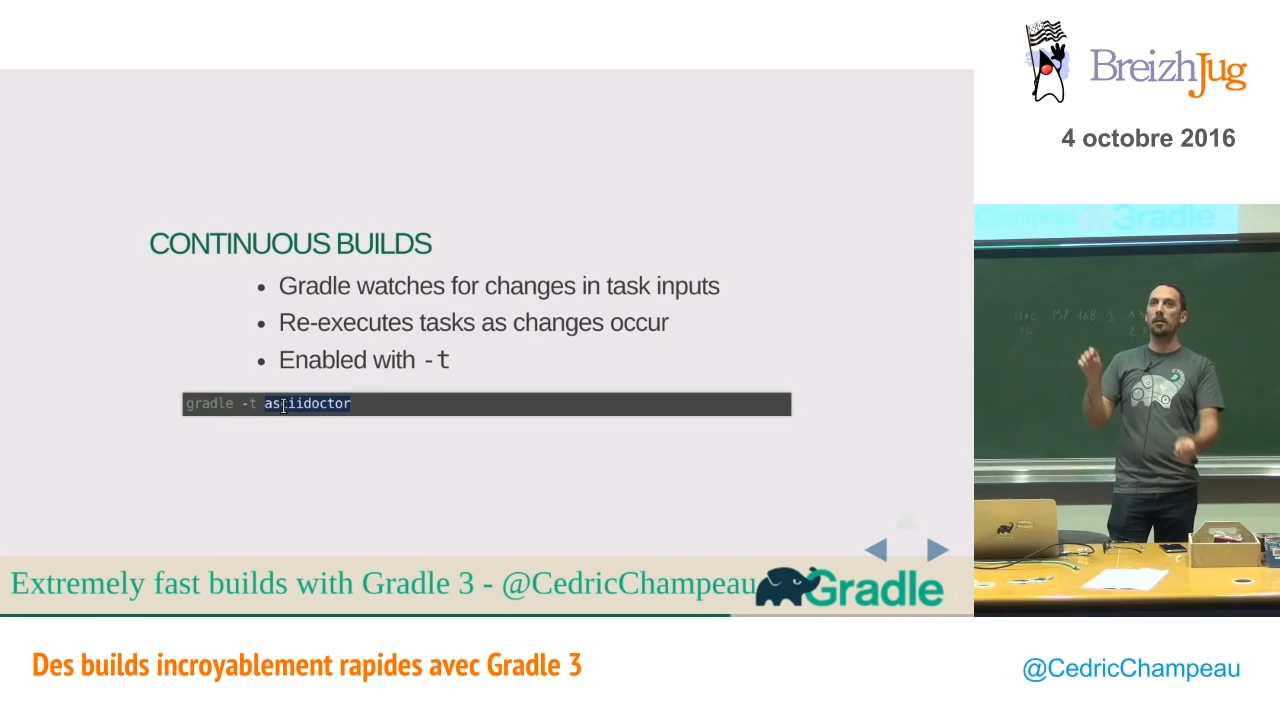 BreizhJug
4 octobre 2016
Champeau Gradle
CONTINUOUS BUILDS
Gradle watches for changes in task inputs
Re-executes tasks as changes occur
Enabled with -t
gradle -t asciidoctor
Extremely fast builds with Gradle 3 - @CedricChampeau
Gradle
Des builds incroyablement rapides avec Gradle 3
@CedricChampeau